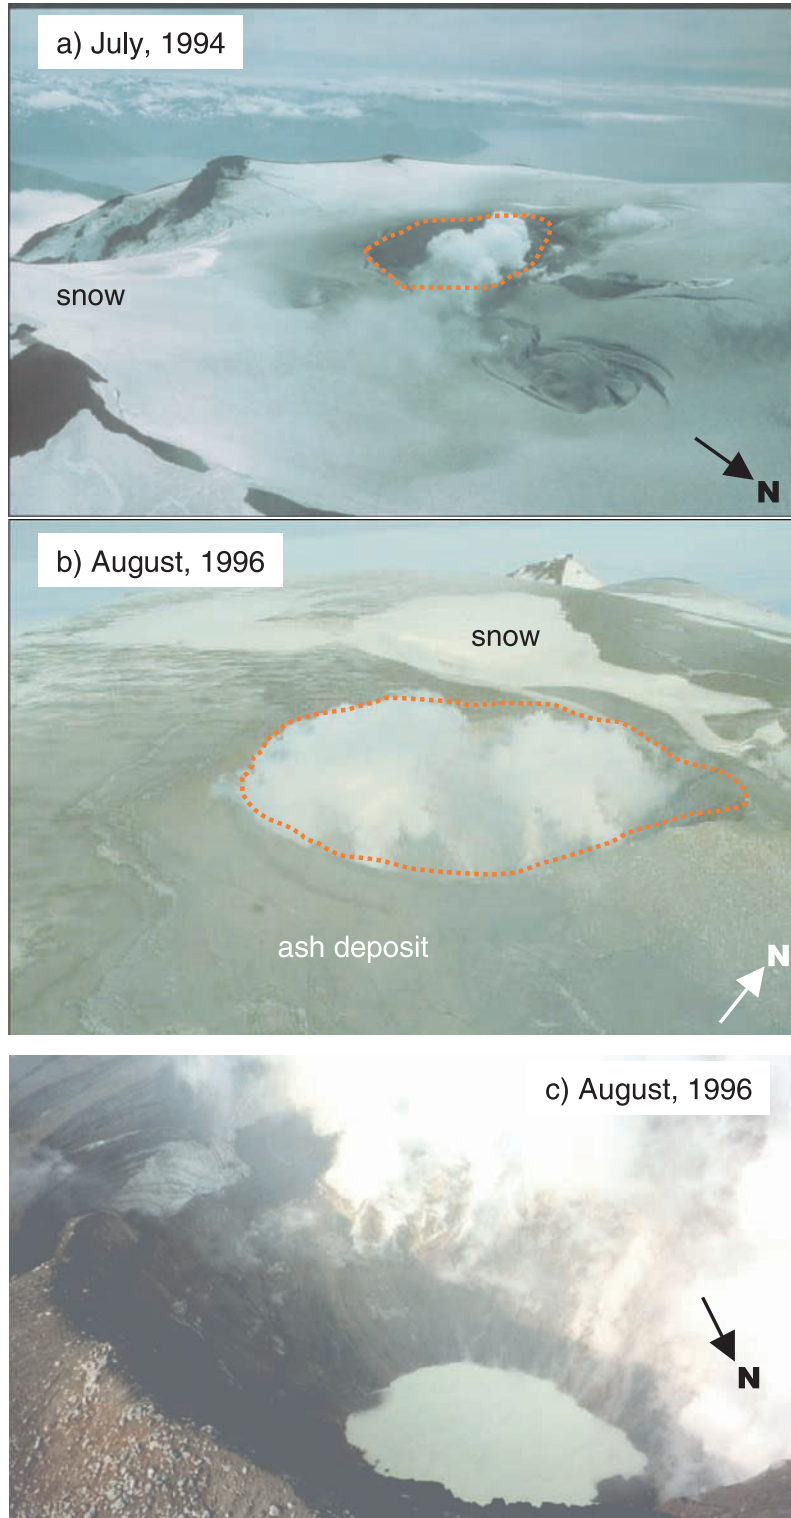 a) July, 1994
snow
N
b) August, 1996
snow
ash deposit
N
c) August, 1996
N